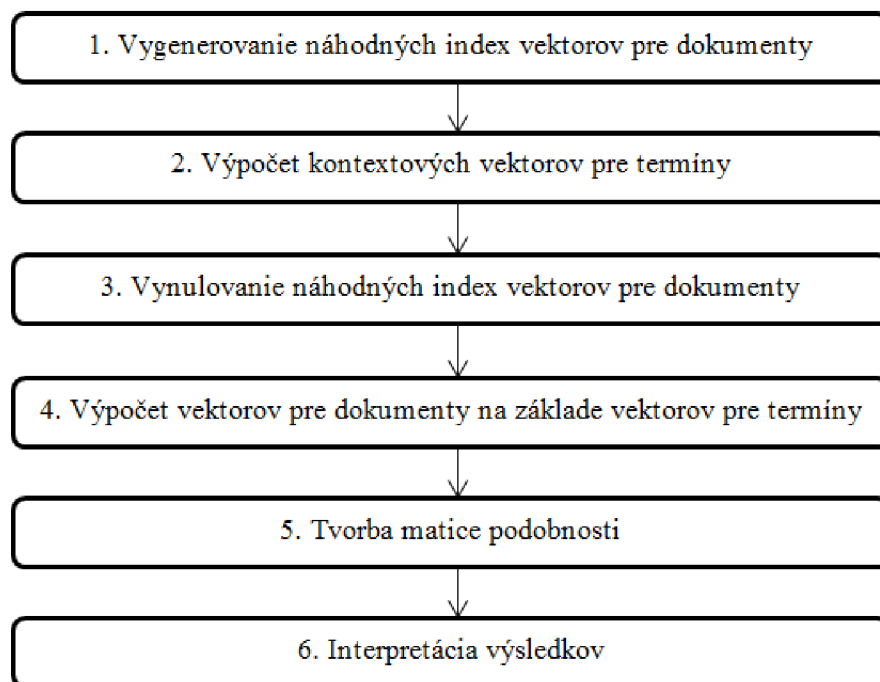 1. Vygenerovanie náhodných index vektorov pre dokumenty
2. Výpočet kontextových vektorov pre termíny
3. Vynulovanie náhodných index vektorov pre dokumenty
4. Výpočet vektorov pre dokumenty na základe vektorov pre termíny
5. Tvorba matice podobnosti
6. Interpretácia výsledkov